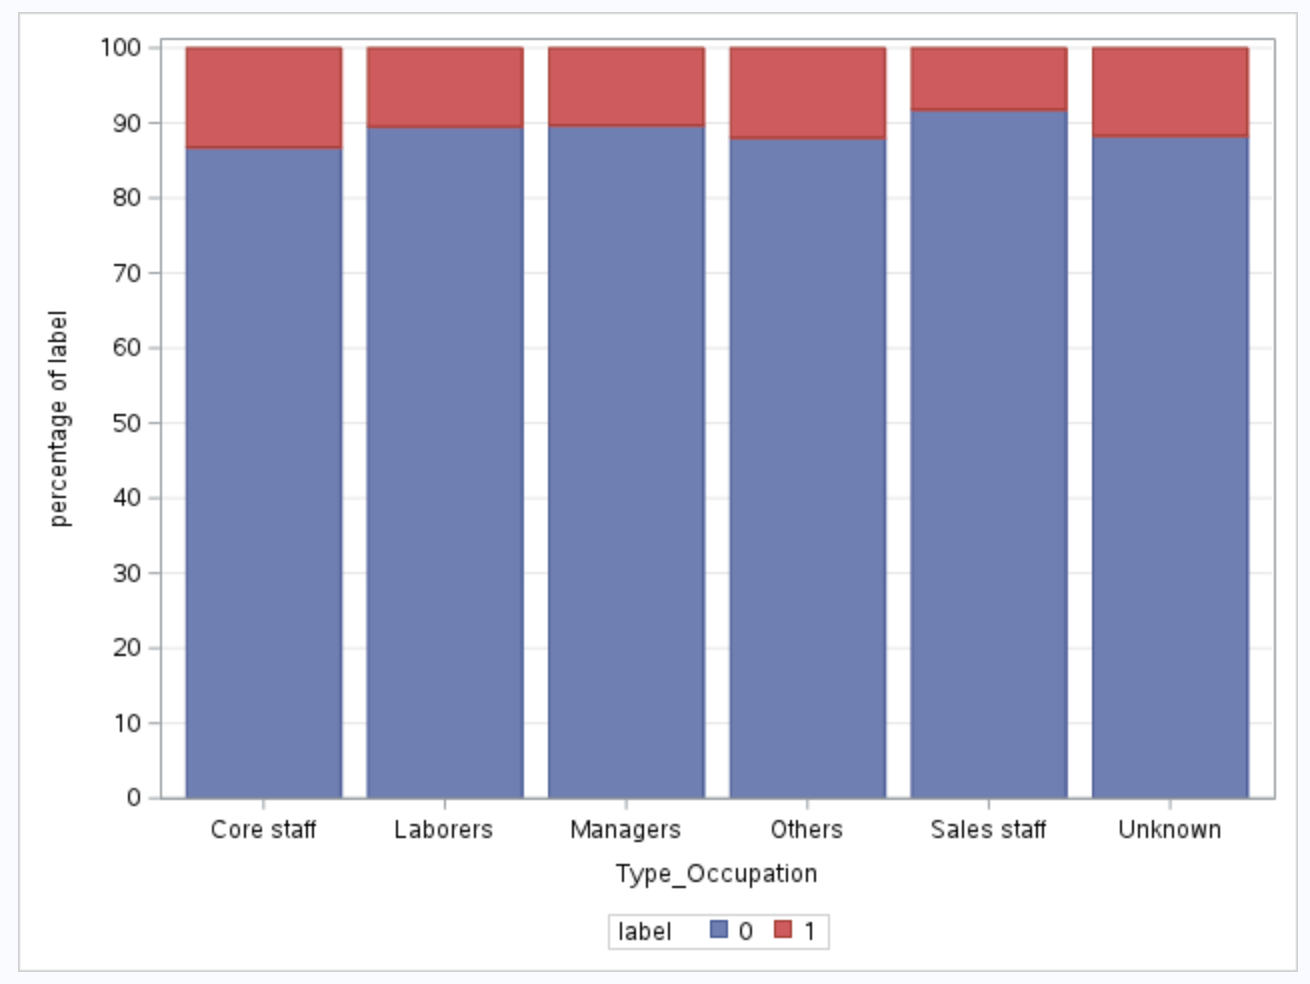 100
90
80
70
60
50
40
30
20
10
0
percentage of label
Core staff Laborers Managers Others Sales staff Unknown
Type_Occupation
label 0 1